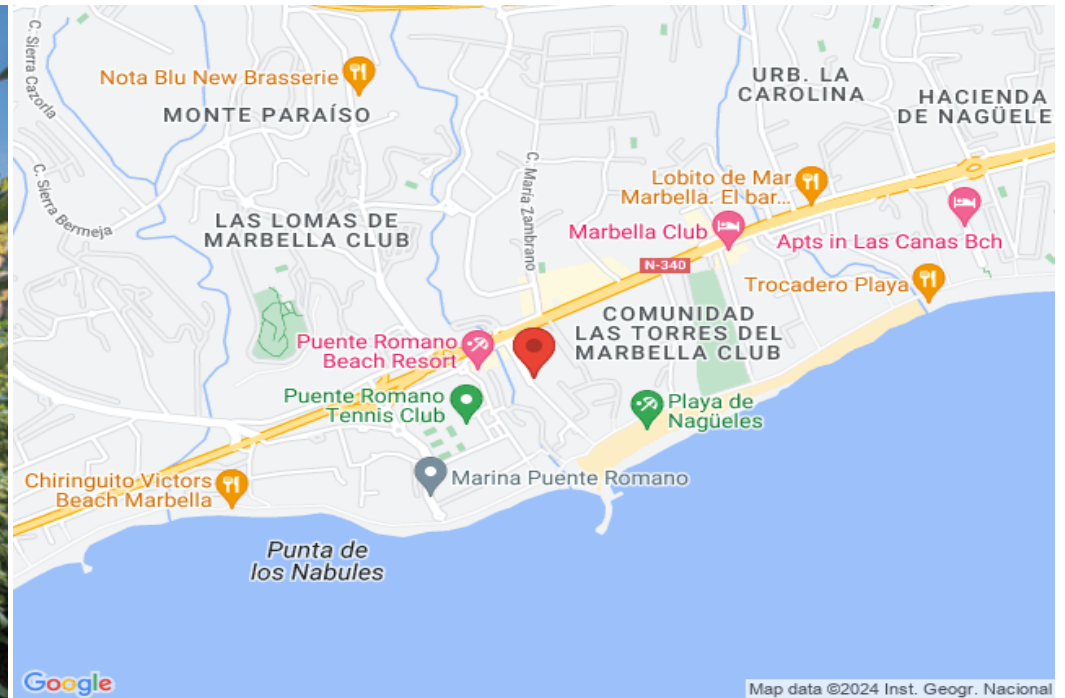 C. Sierra Cazorla
Nota Blu New Brasserie
MONTE PARAÍSO
URB. LA
CAROLINA
HACIENDA
DE NAGÜELE
C. María Zambrano
C. Sierra Bermeja
Lobito de Mar
Marbella. El bar...
LAS LOMAS DE
MARBELLA CLUB
Marbella Club
Apts in Las Canas Bch
N-340
Trocadero Playa
COMUNIDAD
LAS TORRES DEL
MARBELLA CLUB
Puente Romano
Beach Resort
Puente Romano
Tennis Club
Playa de
Nagüeles
Marina Puente Romano
Chiringuito Victors
Beach Marbella
Punta de
los Nabules
Google
Map data ©2024 Inst. Geogr. Nacional